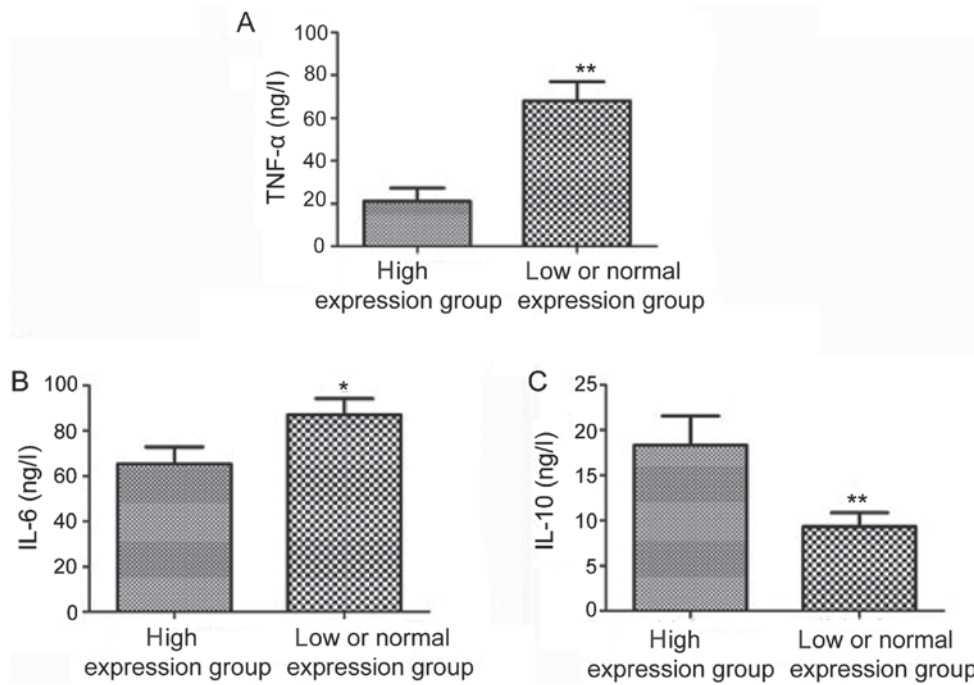 A
TNF-α (ng/l)
100
80
60
40
20
0
**
High
expression group
Low or normal
expression group
B
IL-6 (ng/l)
100
80
60
40
20
0
*
High
expression group
Low or normal
expression group
C
IL-10 (ng/l)
25
20
15
10
5
0
**
High
expression group
Low or normal
expression group